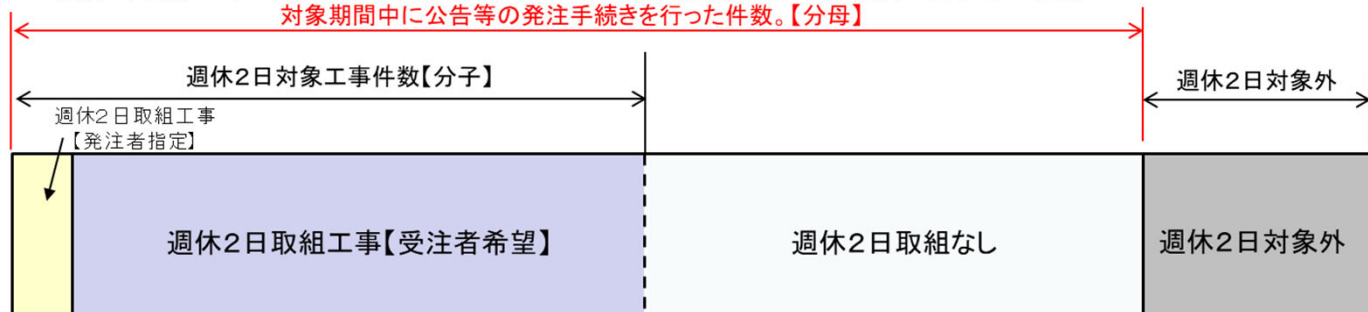 対象期間中に公告等の発注手続きを行った件数。【分母】
週休2日対象工事件数【分子】
週休2日対象外
週休2日取組工事
【発注者指定】
週休2日取組工事【受注者希望】
週休2日取組なし
週休2日対象外